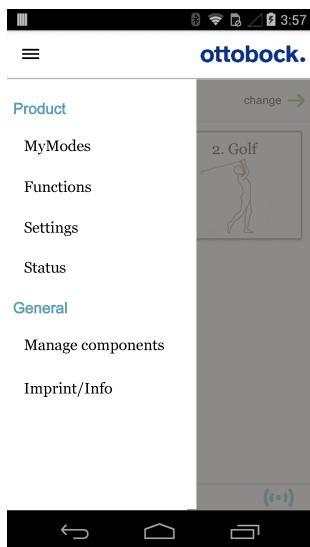 3:57
ottobock.
Product
change
MyModes
2. Golf
Functions
Settings
Status
General
Manage components
Imprint/Info